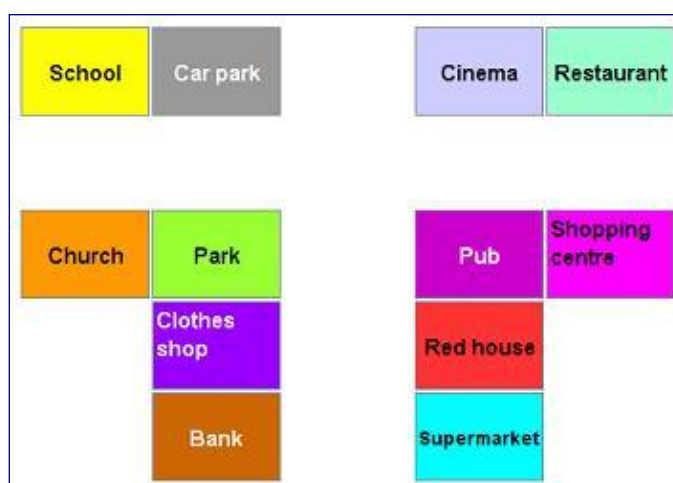 School
Car park
Cinema
Restaurant
Church
Park
Pub
Shopping
centre
Clothes
shop
Red house
Bank
Supermarket